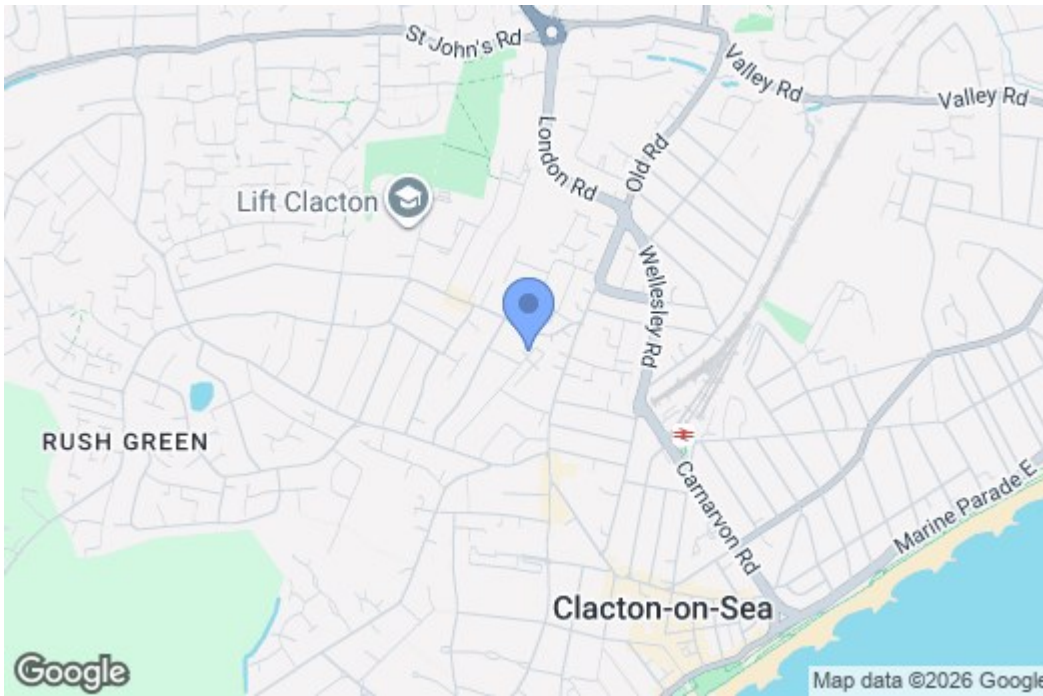 St John's Rd
Valley Rd
Valley Rd
London Rd
Old Rd
Lift Clacton
Wellesley Rd
RUSH GREEN
Carnarvon Rd
Marine Parade E
Clacton-on-Sea
Google
Map data ©2026 Google